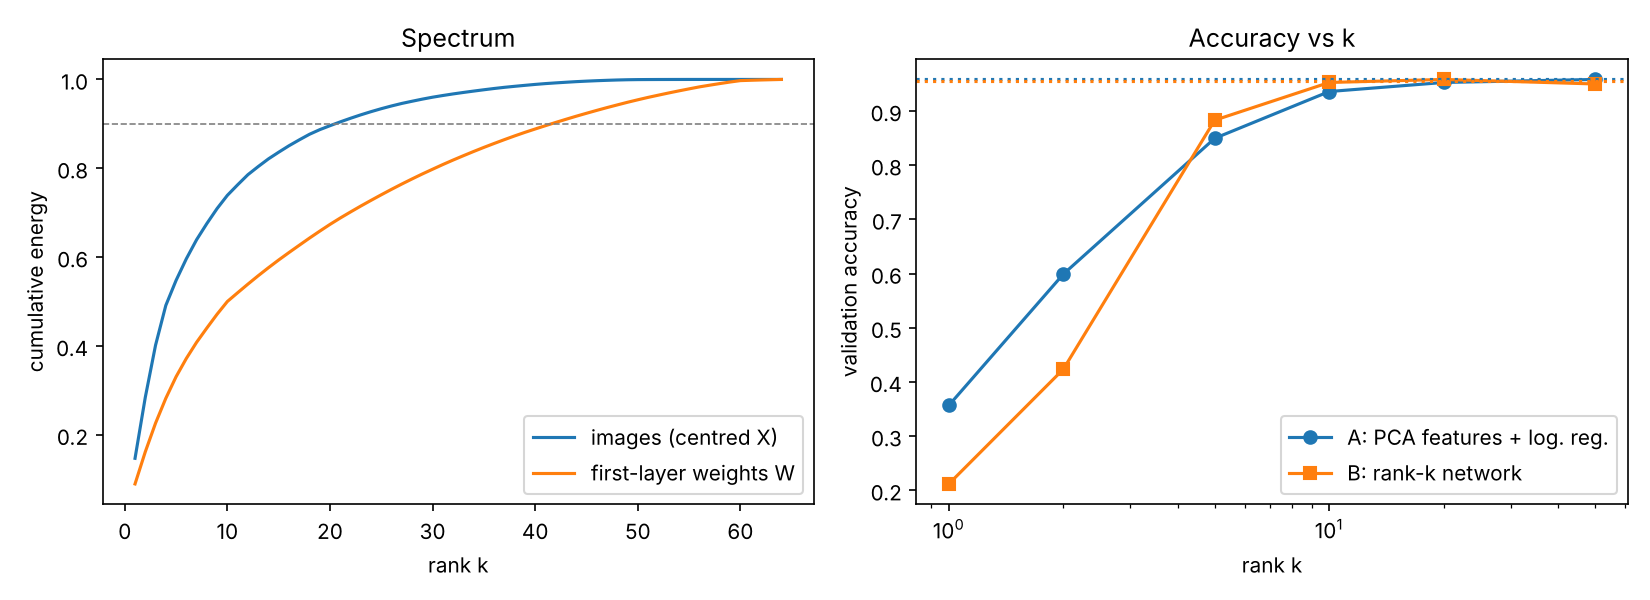 Spectrum
cumulative energy
1.0
0.8
0.6
0.4
0.2
images (centred X)
first-layer weights W
0 10 20 30 40 50 60
rank k
Accuracy vs k
validation accuracy
0.9
0.8
0.7
0.6
0.5
0.4
0.3
0.2
A: PCA features + log. reg.
B: rank-k network
10⁰ 10¹
rank k